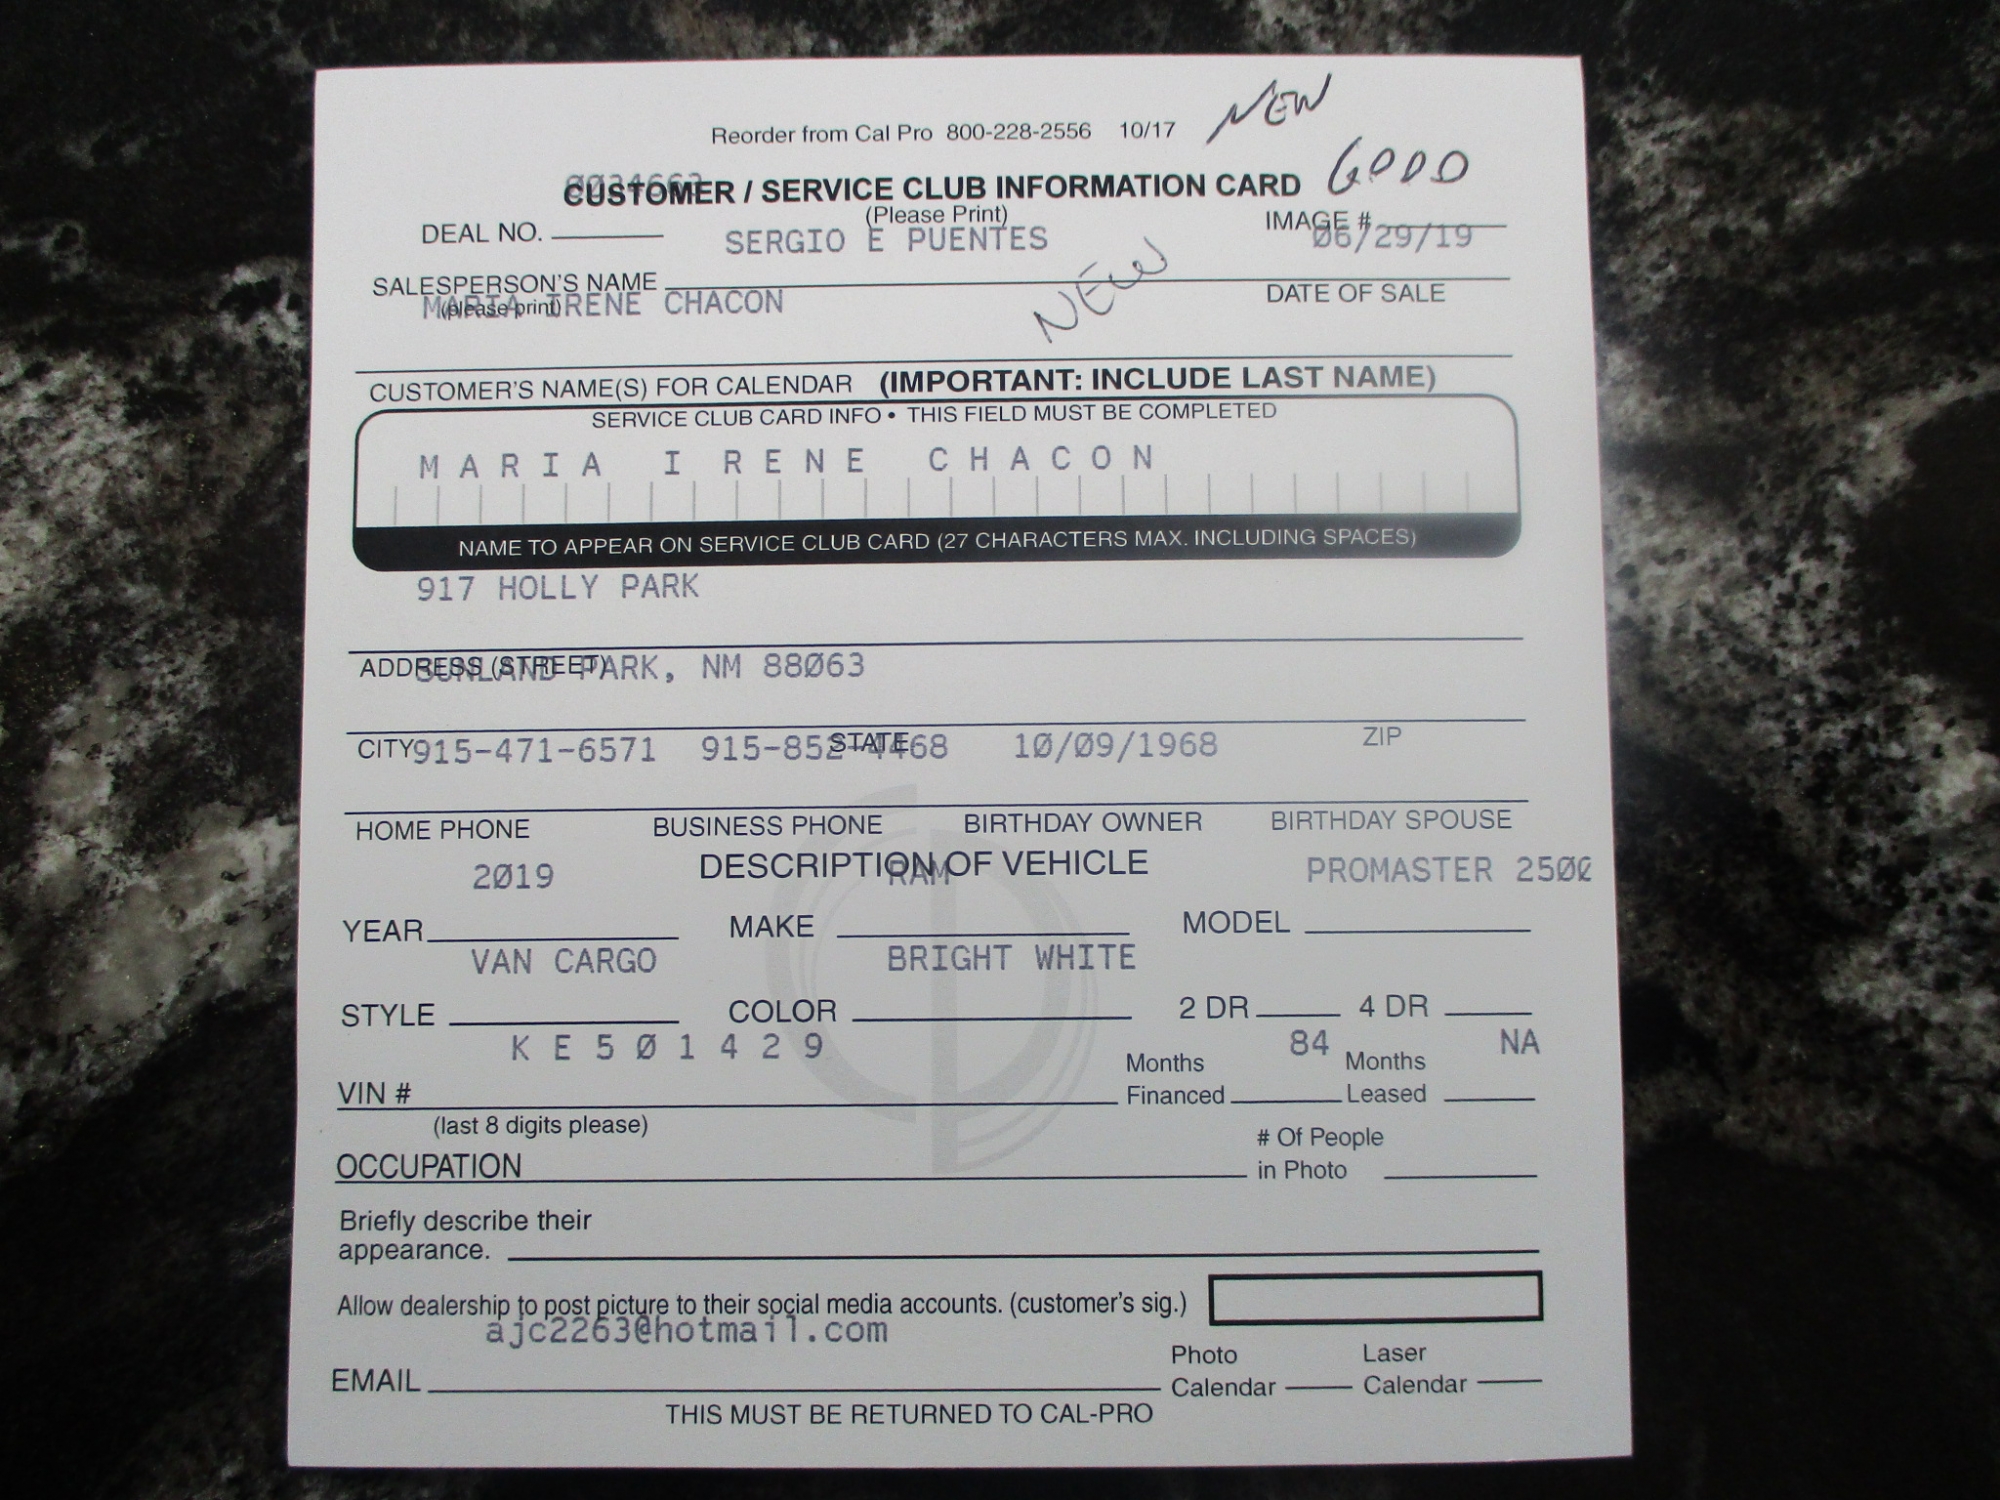 NEW
Reorder from Cal Pro 800-228-2556 10/17
GOOD
0034663
CUSTOMER / SERVICE CLUB INFORMATION CARD
(Please Print)
DEAL NO. SERGIO E PUENTES IMAGE # 06/29/19
SALESPERSON'S NAME DATE OF SALE
(please print) MARIA IRENE CHACON NEW
CUSTOMER'S NAME(S) FOR CALENDAR (IMPORTANT: INCLUDE LAST NAME)
SERVICE CLUB CARD INFO • THIS FIELD MUST BE COMPLETED
MARIA IRENE CHACON
NAME TO APPEAR ON SERVICE CLUB CARD (27 CHARACTERS MAX. INCLUDING SPACES)
917 HOLLY PARK
ADDRESS (STREET) SUNLAND PARK, NM 88063
CITY 915-471-6571 915-852-4468 STATE 10/09/1968 ZIP
HOME PHONE BUSINESS PHONE BIRTHDAY OWNER BIRTHDAY SPOUSE
DESCRIPTION OF VEHICLE
2019 RAM PROMASTER 2500
YEAR MAKE MODEL
VAN CARGO BRIGHT WHITE
STYLE COLOR 2 DR 4 DR
KE501429 84 NA
VIN # Months Financed Months Leased
(last 8 digits please)
OCCUPATION # Of People in Photo
Briefly describe their
appearance.
Allow dealership to post picture to their social media accounts. (customer's sig.)
ajc2263@hotmail.com
EMAIL Photo Calendar Laser Calendar
THIS MUST BE RETURNED TO CAL-PRO